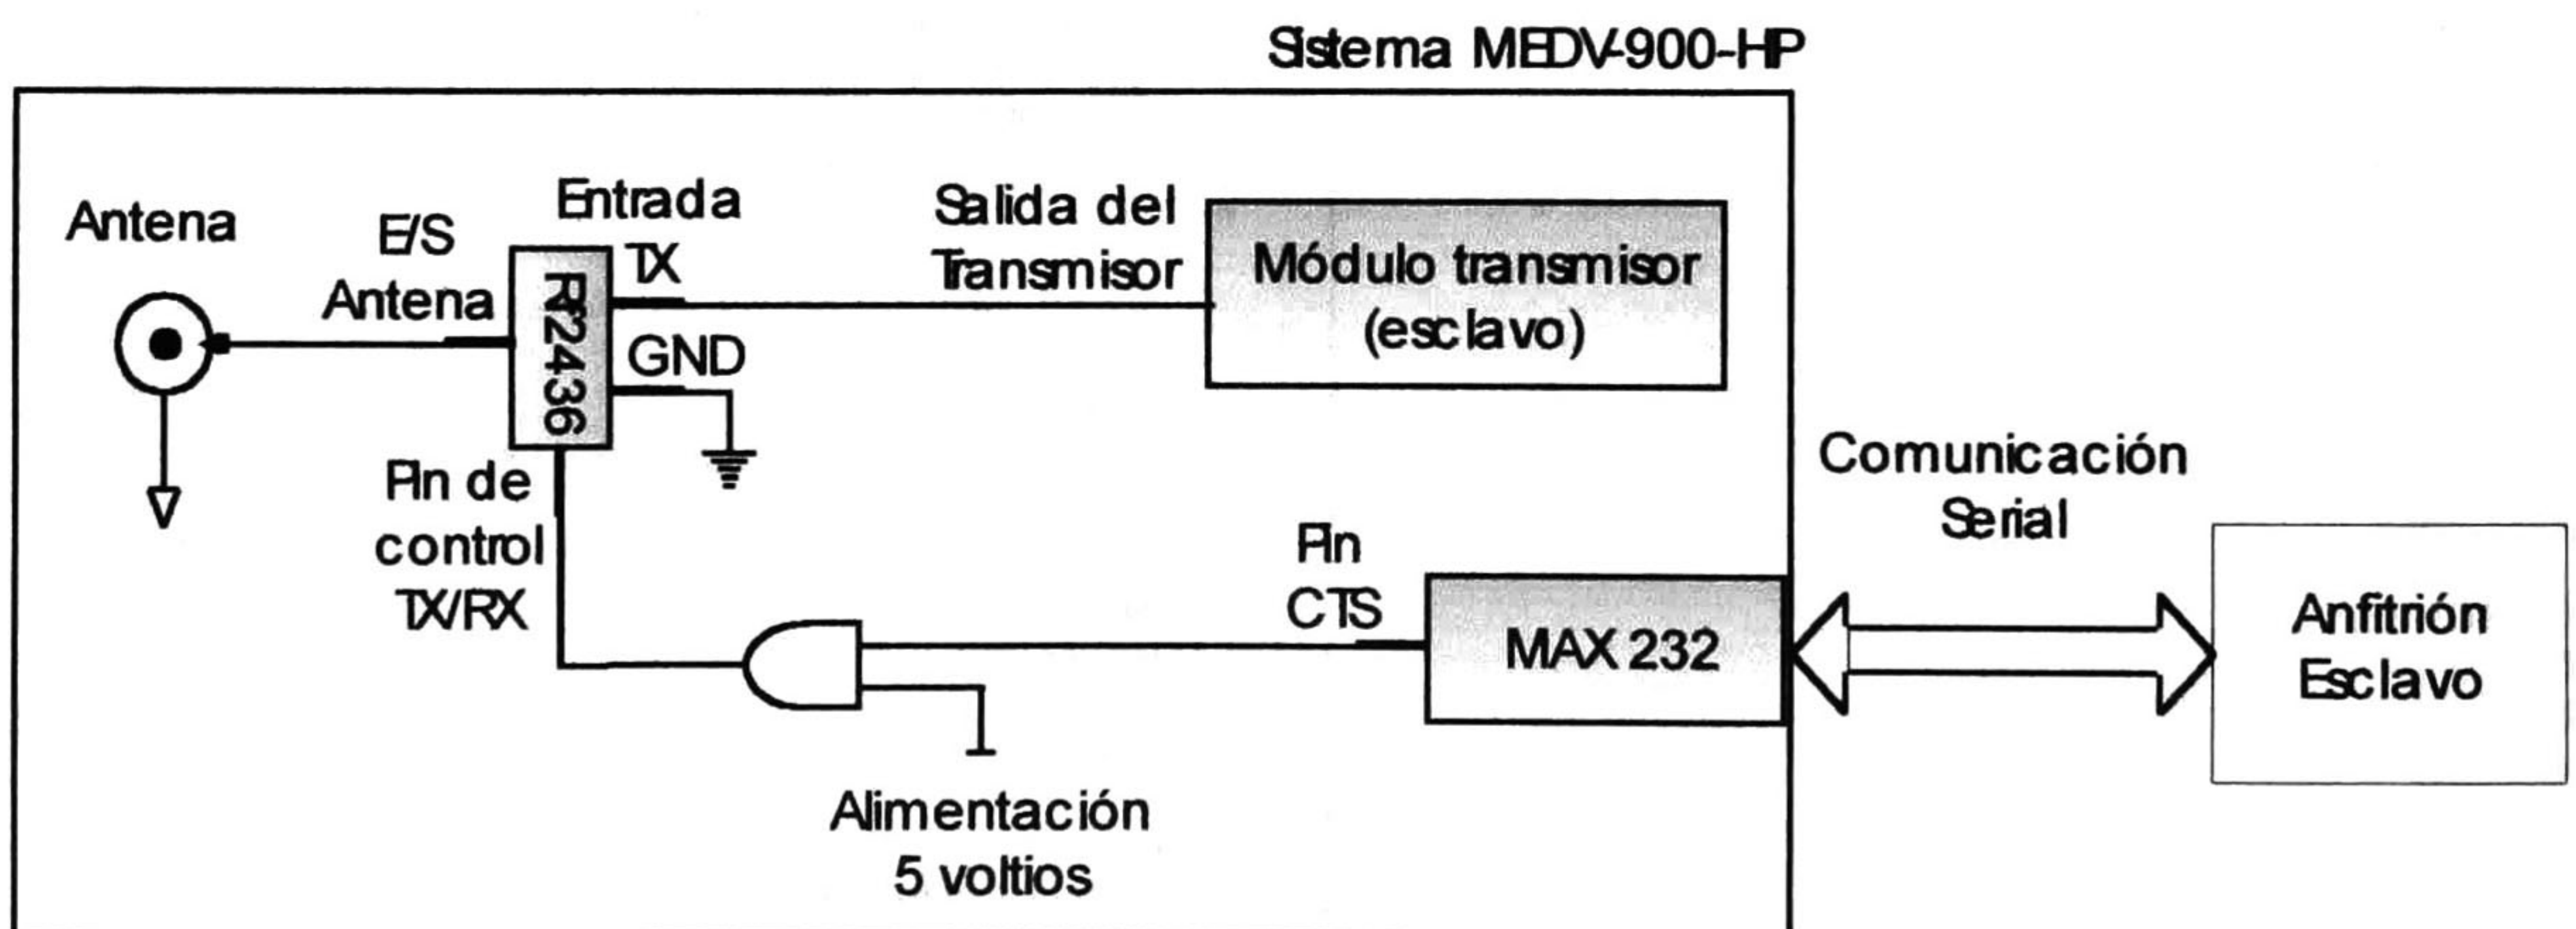 Sistema MEDV-900-HP
Antena
E/S
Antena
Entrada
TX
Salida del
Transmisor
Módulo transmisor
(esclavo)
Rf2436
GND
Pin de
control
TX/RX
Pin
CTS
MAX 232
Comunicación
Serial
Anfitrión
Esclavo
Alimentación
5 voltios